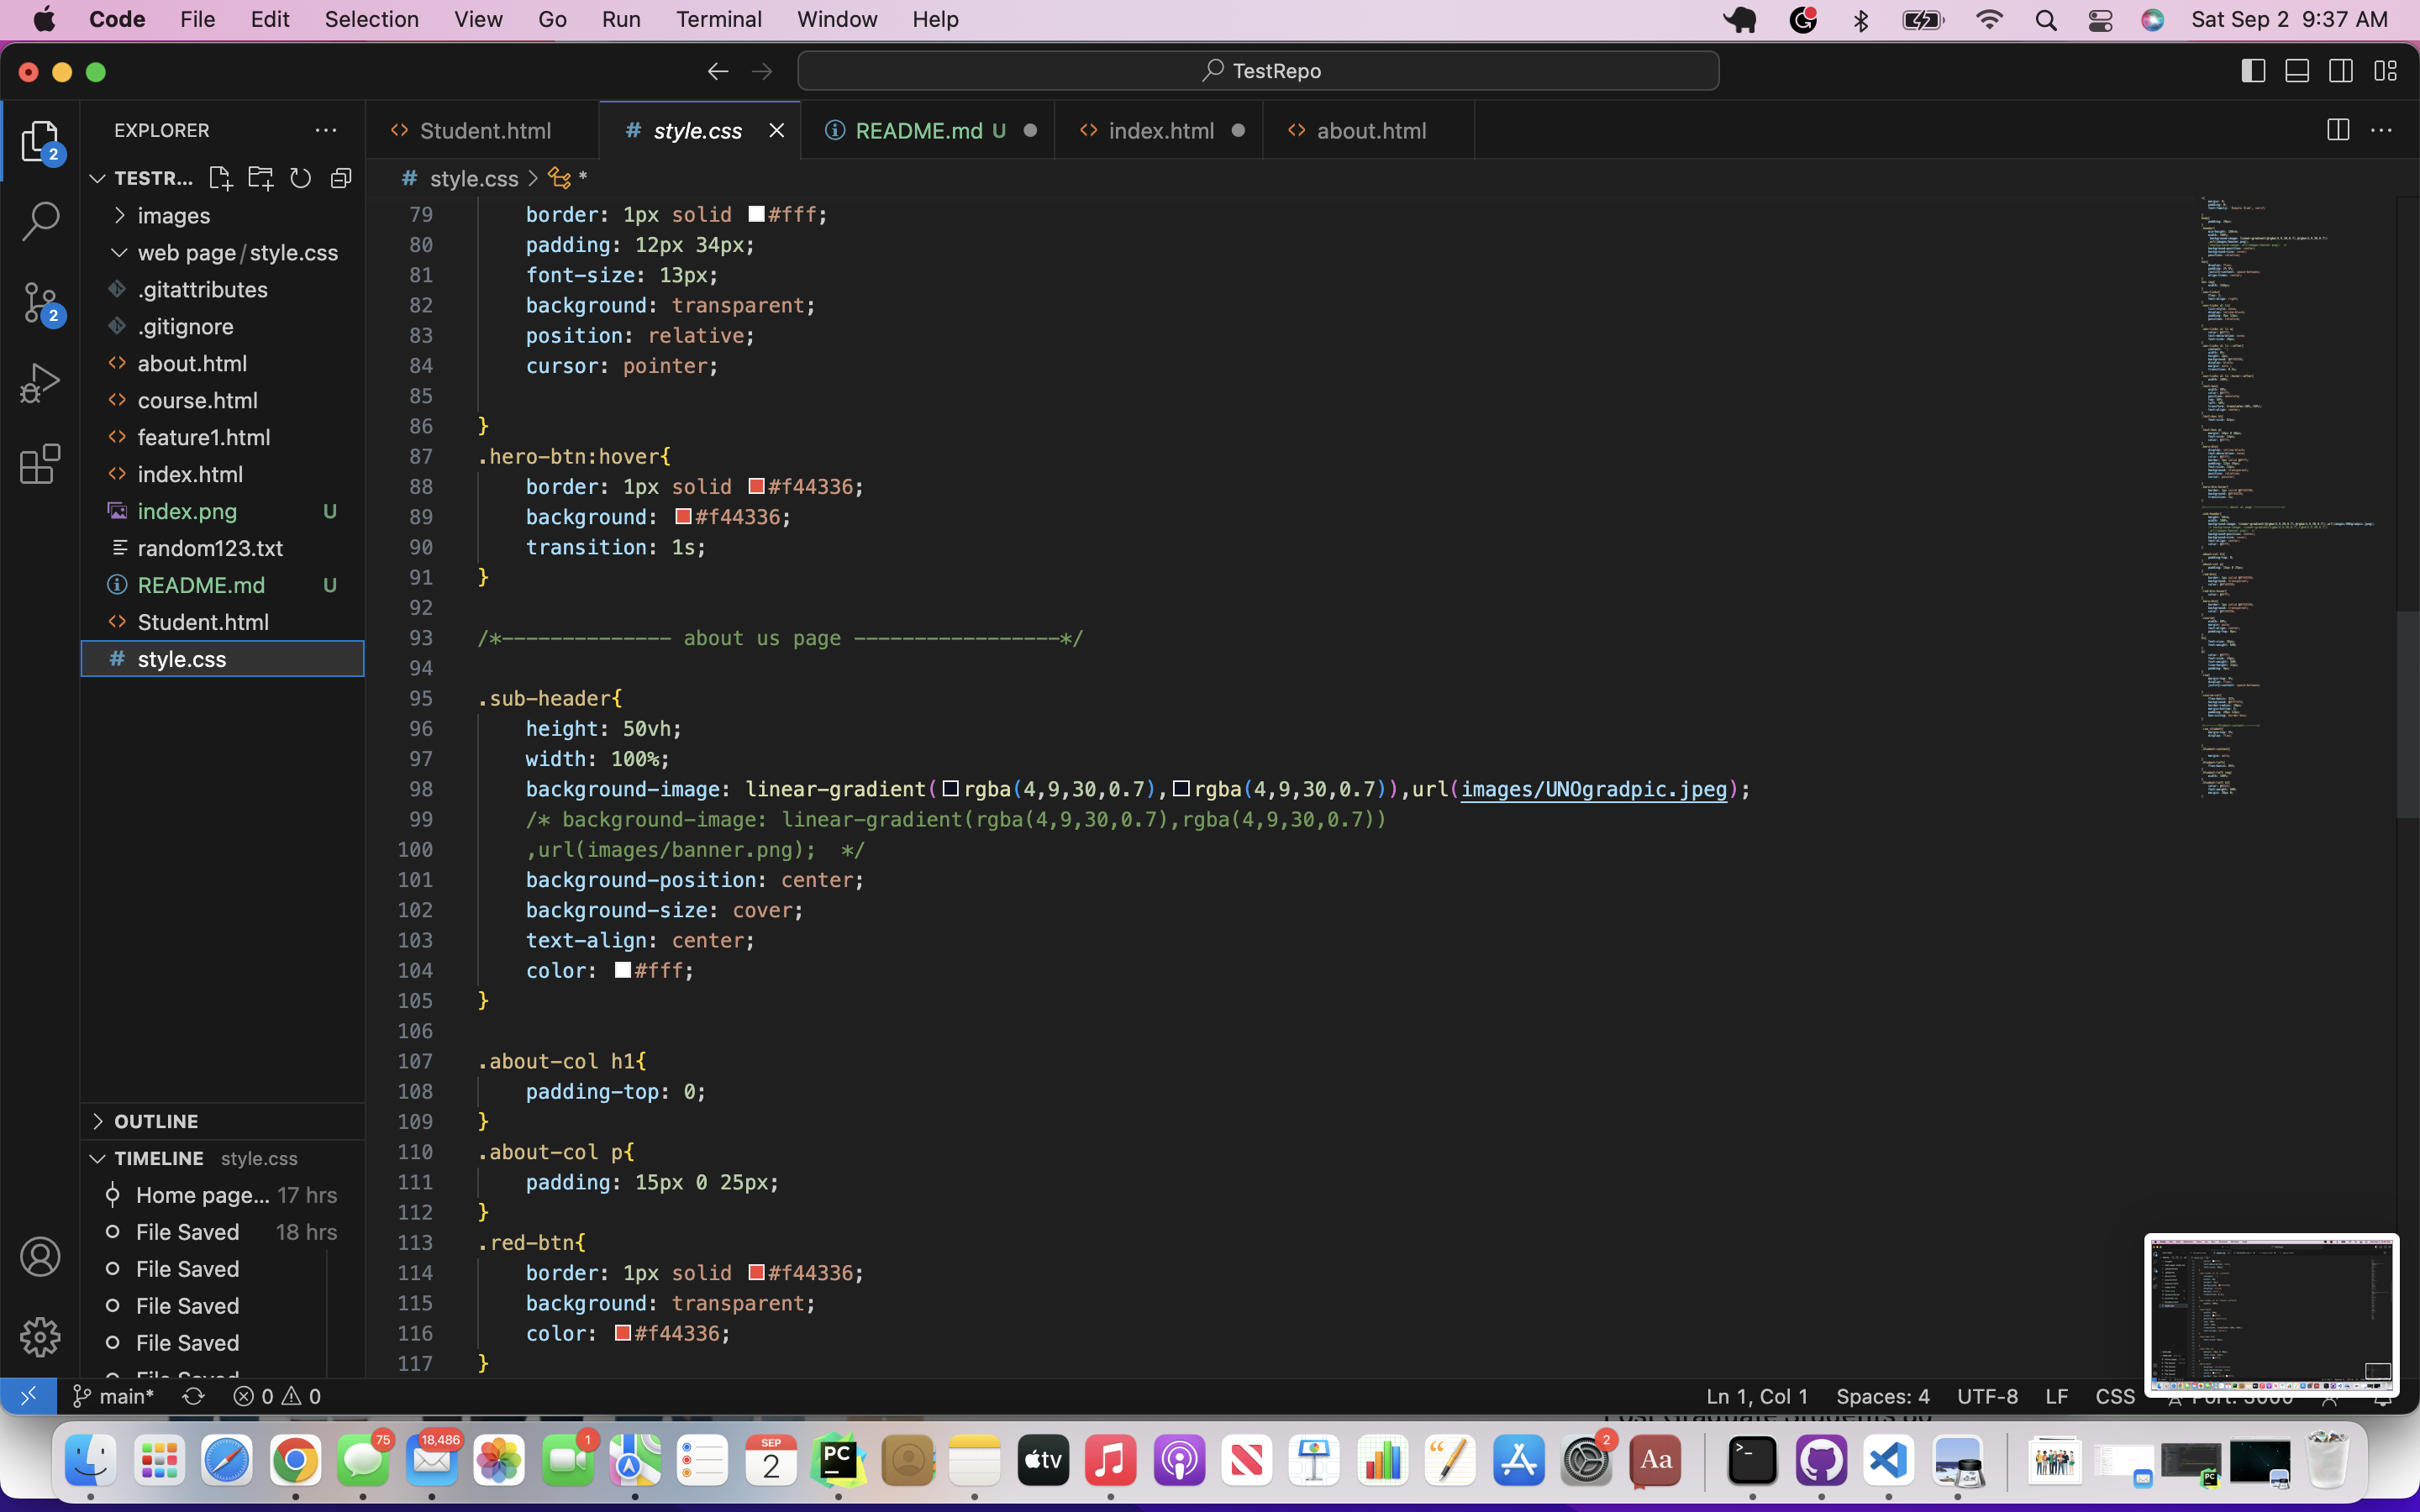 Code File Edit Selection View Go Run Terminal Window Help Sat Sep 2 9:37 AM
TestRepo
EXPLORER
TESTR...
images
web page/style.css
.gitattributes
.gitignore
about.html
course.html
feature1.html
index.html
index.png U
random123.txt
README.md U
Student.html
# style.css
OUTLINE
TIMELINE style.css
Home page... 17 hrs
File Saved 18 hrs
File Saved
File Saved
File Saved
2
2
Student.html # style.css README.md U index.html about.html
# style.css > *
79 border: 1px solid #fff;
80 padding: 12px 34px;
81 font-size: 13px;
82 background: transparent;
83 position: relative;
84 cursor: pointer;
85
86 }
87 .hero-btn:hover{
88 border: 1px solid #f44336;
89 background: #f44336;
90 transition: 1s;
91 }
92
93 /*-------------- about us page -----------------*/
94
95 .sub-header{
96 height: 50vh;
97 width: 100%;
98 background-image: linear-gradient(rgba(4,9,30,0.7),rgba(4,9,30,0.7)),url(images/UNOgradpic.jpeg);
99 /* background-image: linear-gradient(rgba(4,9,30,0.7),rgba(4,9,30,0.7))
100 ,url(images/banner.png);  */
101 background-position: center;
102 background-size: cover;
103 text-align: center;
104 color: #fff;
105 }
106
107 .about-col h1{
108 padding-top: 0;
109 }
110 .about-col p{
111 padding: 15px 0 25px;
112 }
113 .red-btn{
114 border: 1px solid #f44336;
115 background: transparent;
116 color: #f44336;
117 }
main* 0 0 Ln 1, Col 1 Spaces: 4 UTF-8 LF CSS
75 18,486 1 SEP 2 PC tv 2 Aa